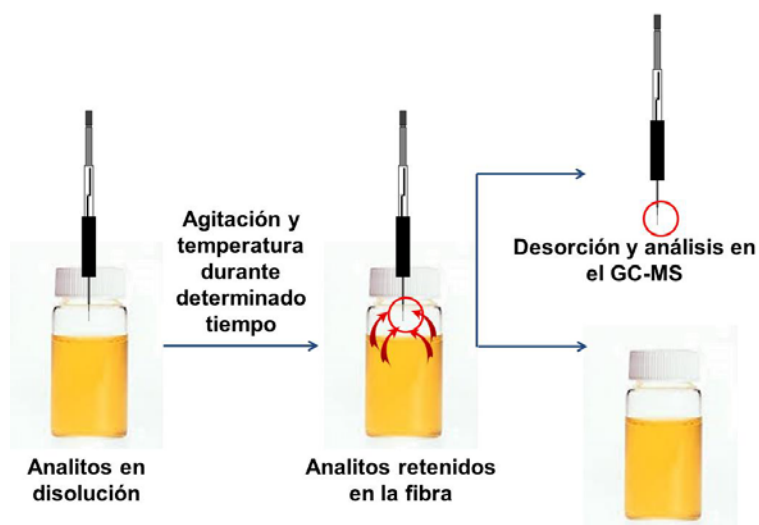 Analitos en
disolución
Agitación y
temperatura
durante
determinado
tiempo
Analitos retenidos
en la fibra
Desorción y análisis en
el GC-MS